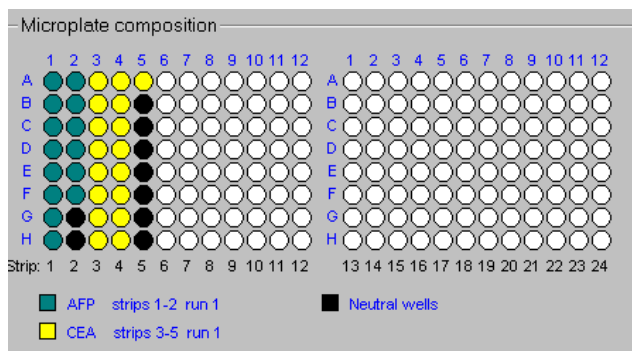 Microplate composition
1 2 3 4 5 6 7 8 9 10 11 12 1 2 3 4 5 6 7 8 9 10 11 12
A A
B B
C C
D D
E E
F F
G G
H H
Strip: 1 2 3 4 5 6 7 8 9 10 11 12 13 14 15 16 17 18 19 20 21 22 23 24
AFP strips 1-2 run 1 Neutral wells
CEA strips 3-5 run 1